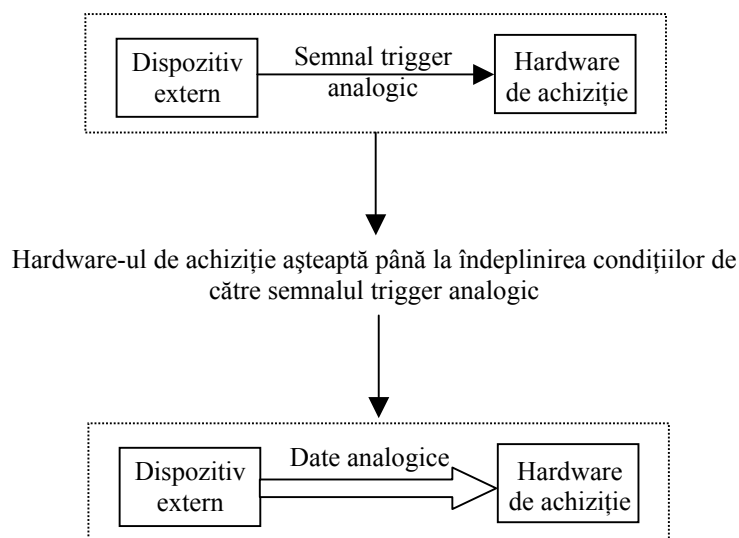 Dispozitiv
extern
Semnal trigger
analogic
Hardware
de achiziție
Hardware-ul de achiziție așteaptă până la îndeplinirea condițiilor de
către semnalul trigger analogic
Dispozitiv
extern
Date analogice
Hardware
de achiziție